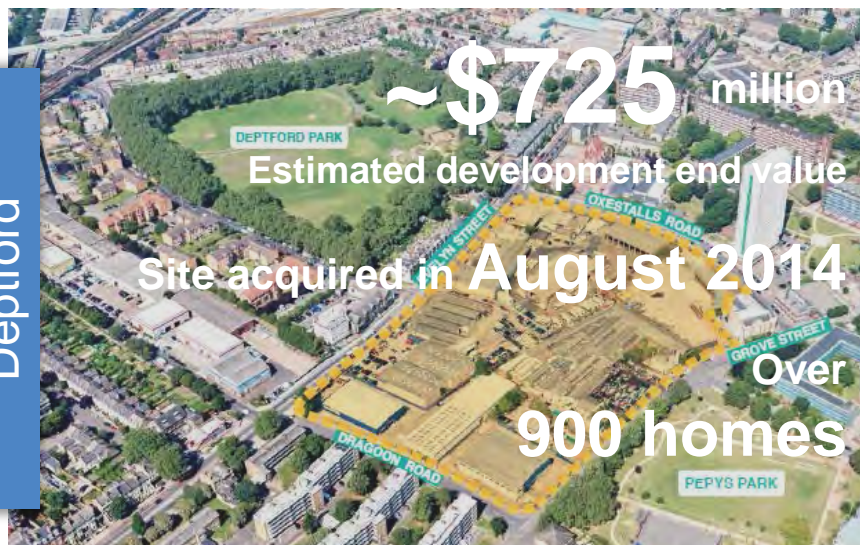 Deptford
~$725 million
DEPTFORD PARK
Estimated development end value
OXESTALLS ROAD
STREET
Site acquired in August 2014
GROVE STREET
Over
900 homes
DRAGOON ROAD
PEPYS PARK